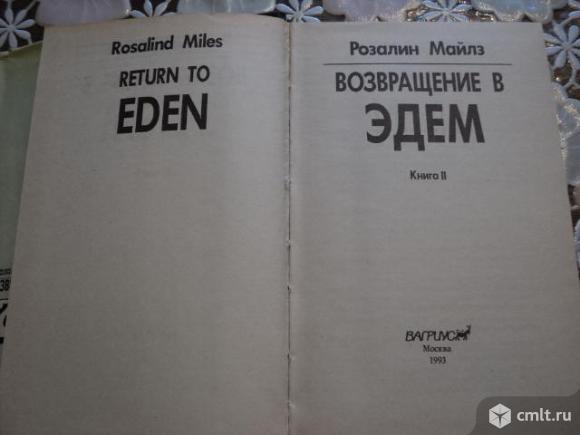 Rosalind Miles
RETURN TO
EDEN
Розалин Майлз
ВОЗВРАЩЕНИЕ В
ЭДЕМ
Книга II
ВАГРИУС
Москва
1993
cmlt.ru